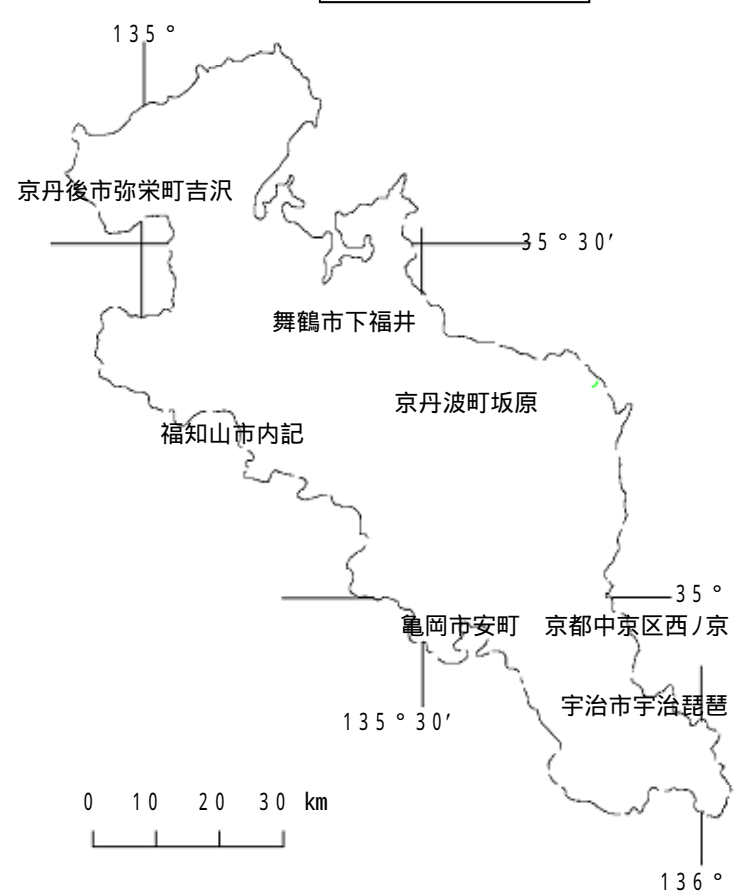 135°
京丹後市弥栄町吉沢
35°30′
舞鶴市下福井
京丹波町坂原
福知山市内記
35°
亀岡市安町 京都中京区西ノ京
宇治市宇治琵琶
135°30′
0 10 20 30 km
136°